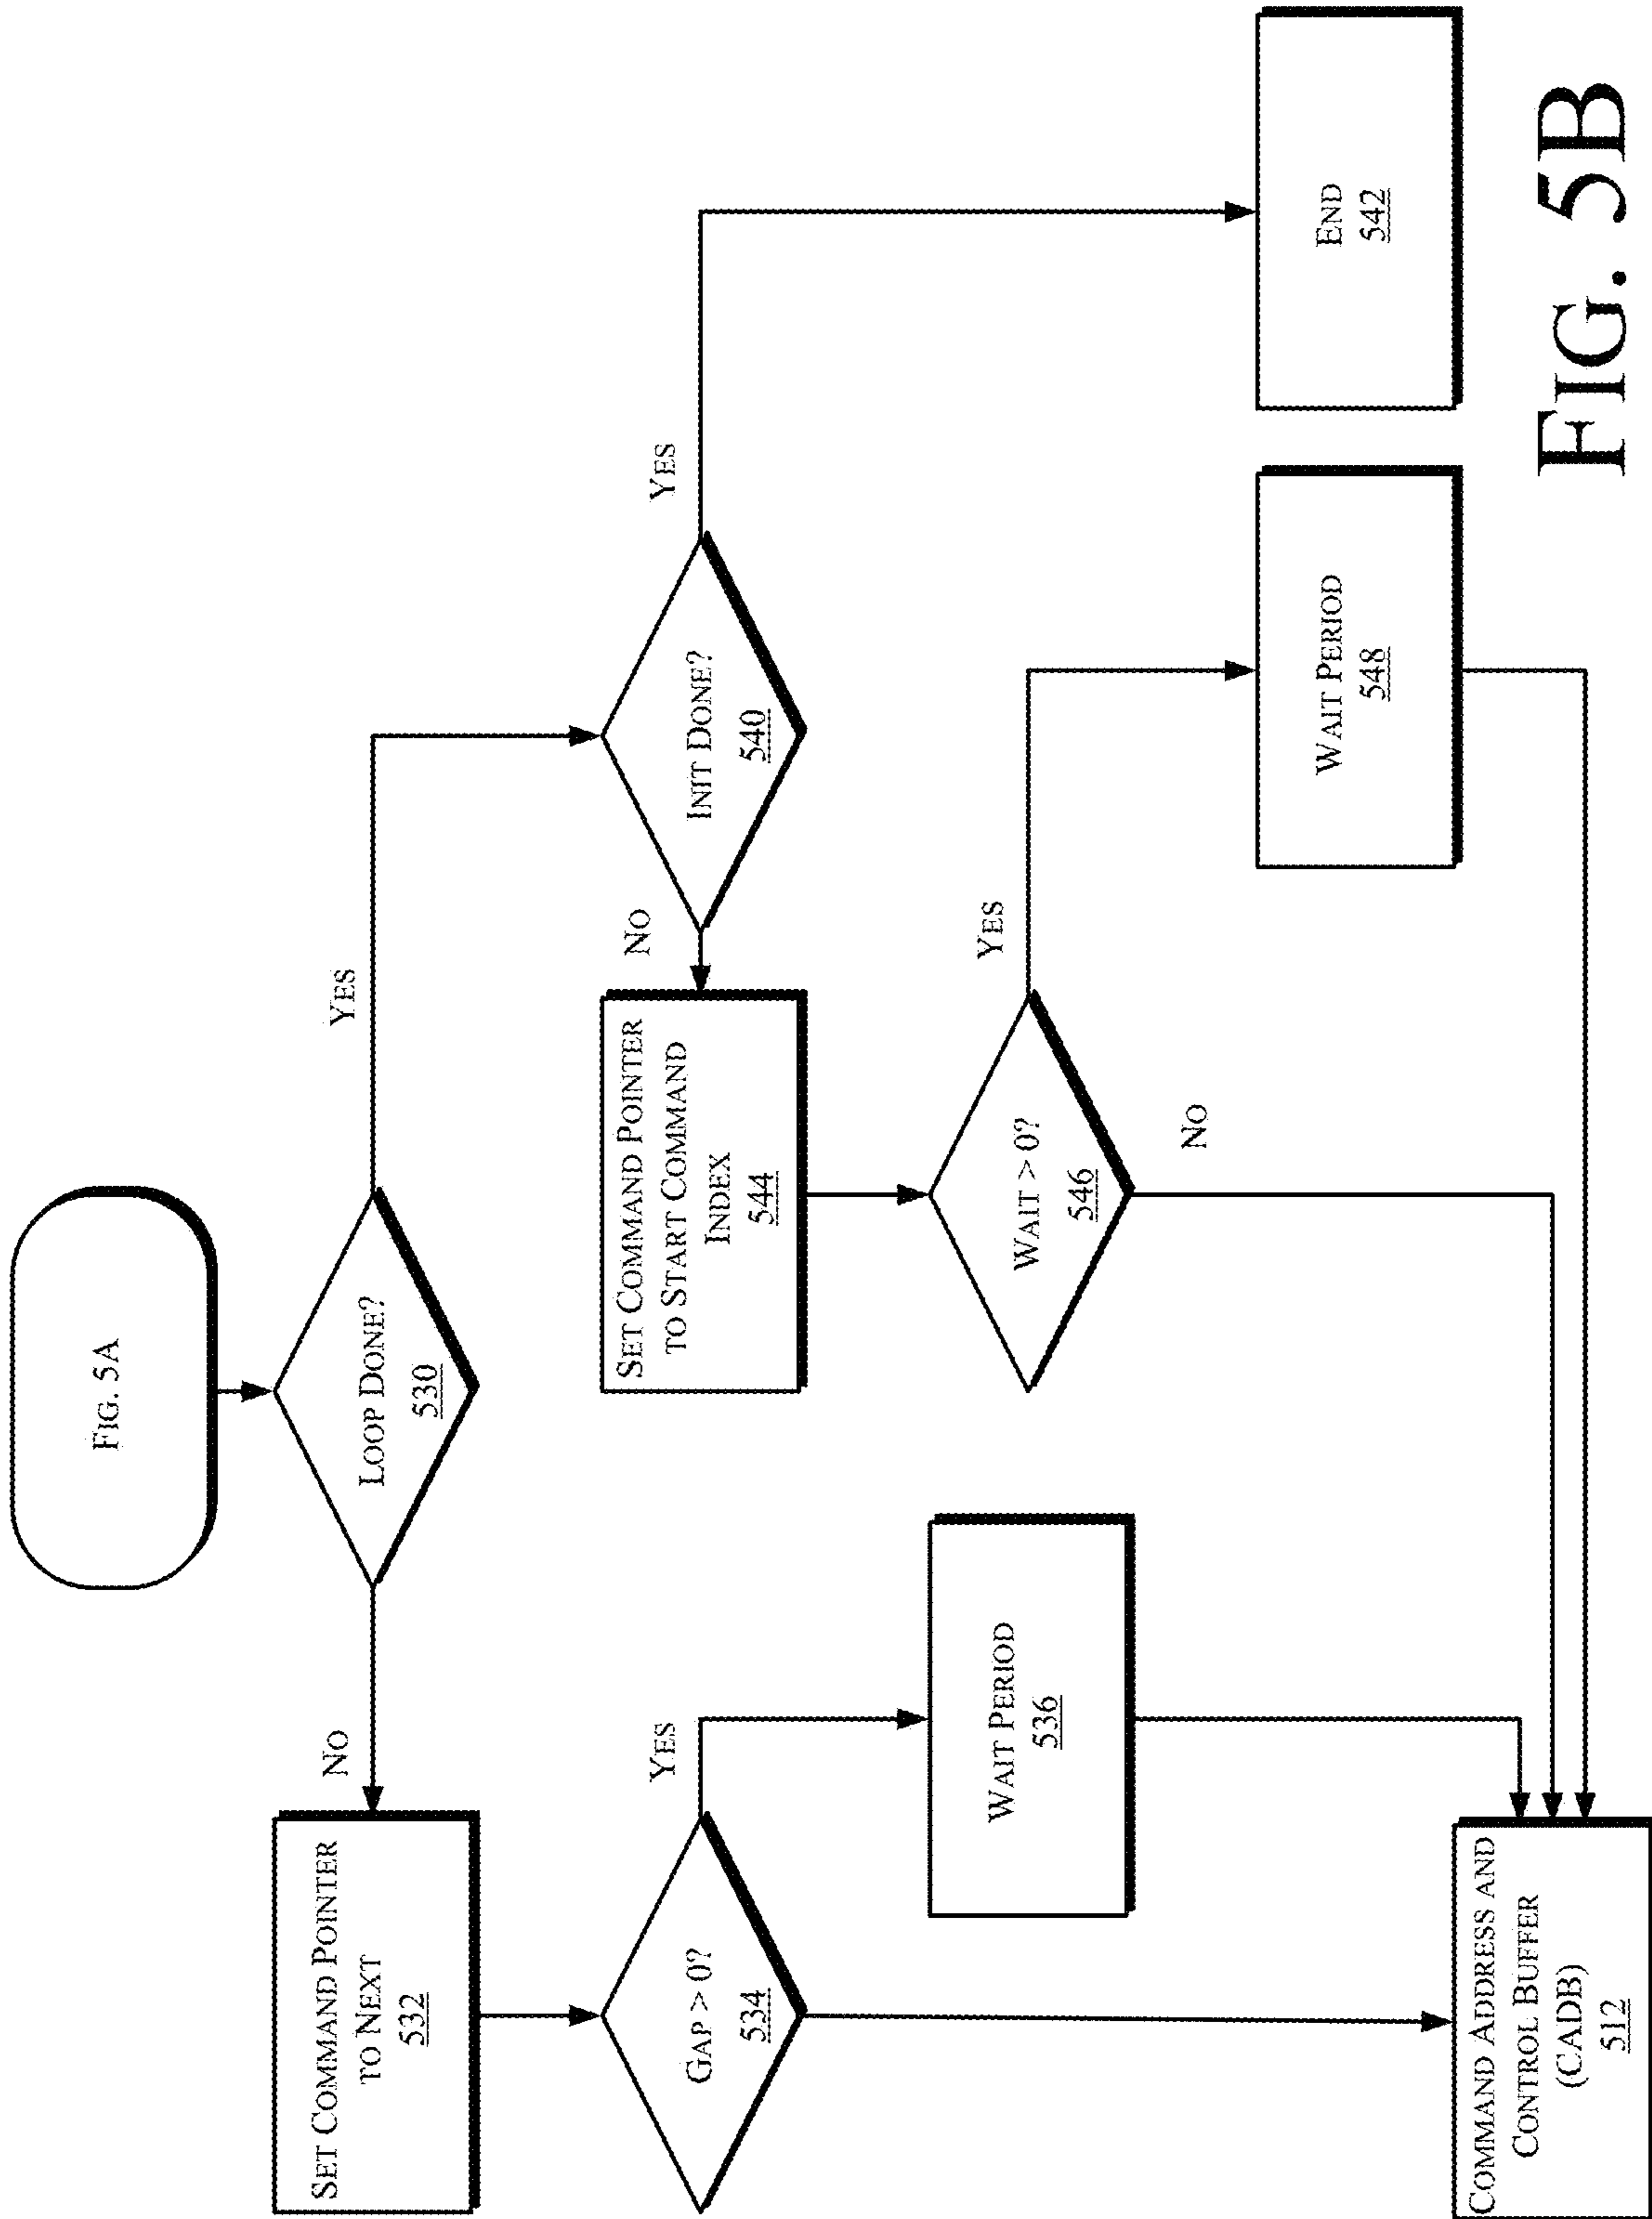 FIG. 5A
LOOP DONE?
530
NO
YES
SET COMMAND POINTER
TO NEXT
532
GAP > 0?
534
YES
WAIT PERIOD
536
INIT DONE?
540
NO
YES
SET COMMAND POINTER
TO START COMMAND
INDEX
544
WAIT > 0?
546
YES
NO
WAIT PERIOD
548
END
542
COMMAND ADDRESS AND
CONTROL BUFFER
(CADB)
512
FIG. 5B